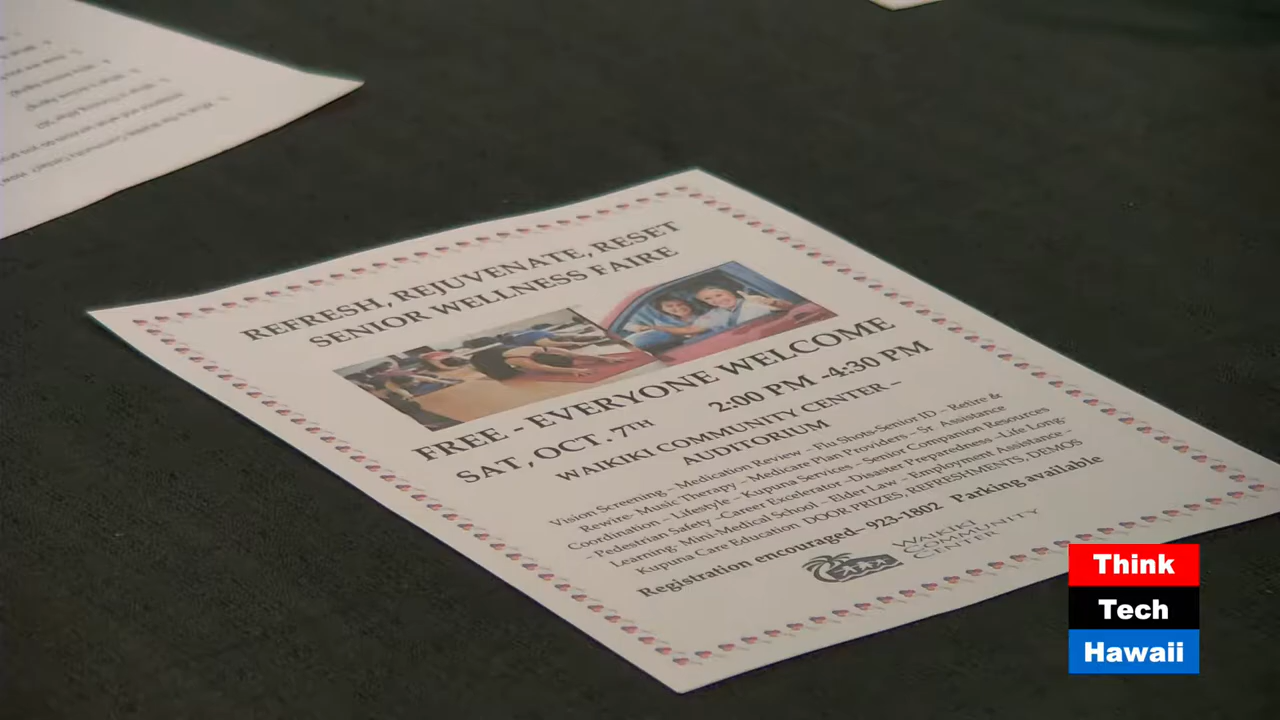 REFRESH, REJUVENATE, RESET
SENIOR WELLNESS FAIRE
FREE - EVERYONE WELCOME
SAT, OCT. 7TH 2:00 PM -4:30 PM
WAIKIKI COMMUNITY CENTER –
AUDITORIUM
Vision Screening – Medication Review – Flu Shots-Senior ID – Retire &
Rewire- Music Therapy – Medicare Plan Providers – Sr Assistance
Coordination – Lifestyle – Kupuna Services – Senior Companion Resources
- Pedestrian Safety -Career Excelerator -Disaster Preparedness –Life Long-
Learning- Mini-Medical School - Elder Law – Employment Assistance –
Kupuna Care Education DOOR PRIZES, REFRESHMENTS, DEMOS
Registration encouraged- 923-1802 Parking available
WAIKIKI
COMMUNITY
CENTER
Think
Tech
Hawaii